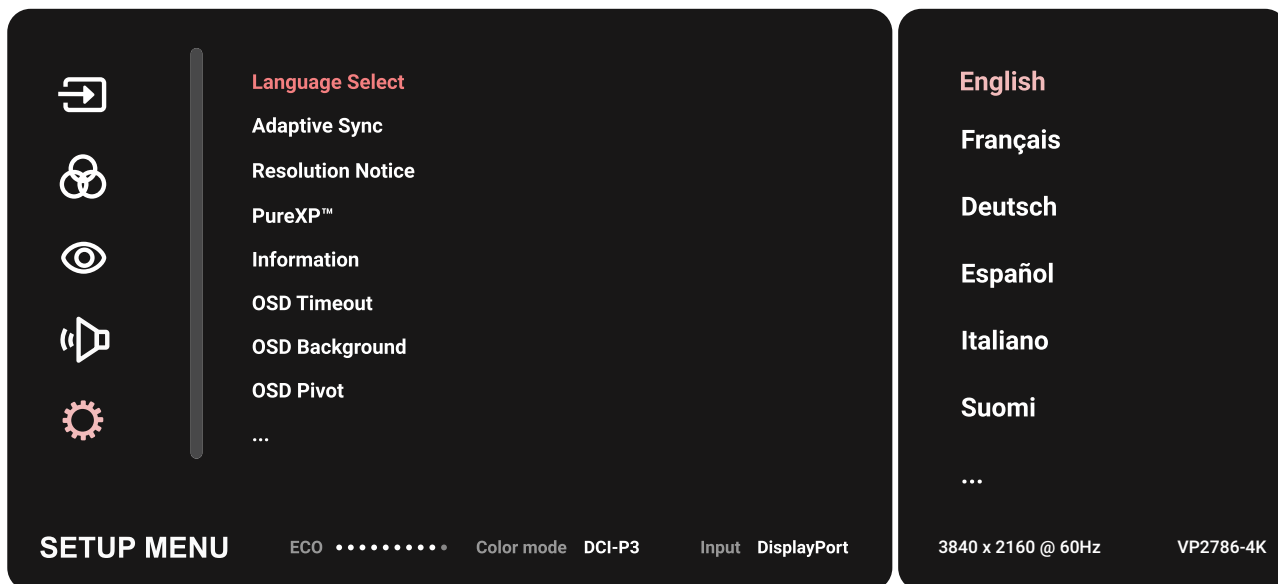 Language Select
Adaptive Sync
Resolution Notice
PureXP™
Information
OSD Timeout
OSD Background
OSD Pivot
...
English
Français
Deutsch
Español
Italiano
Suomi
...
SETUP MENU ECO Color mode DCI-P3 Input DisplayPort 3840 x 2160 @ 60Hz VP2786-4K